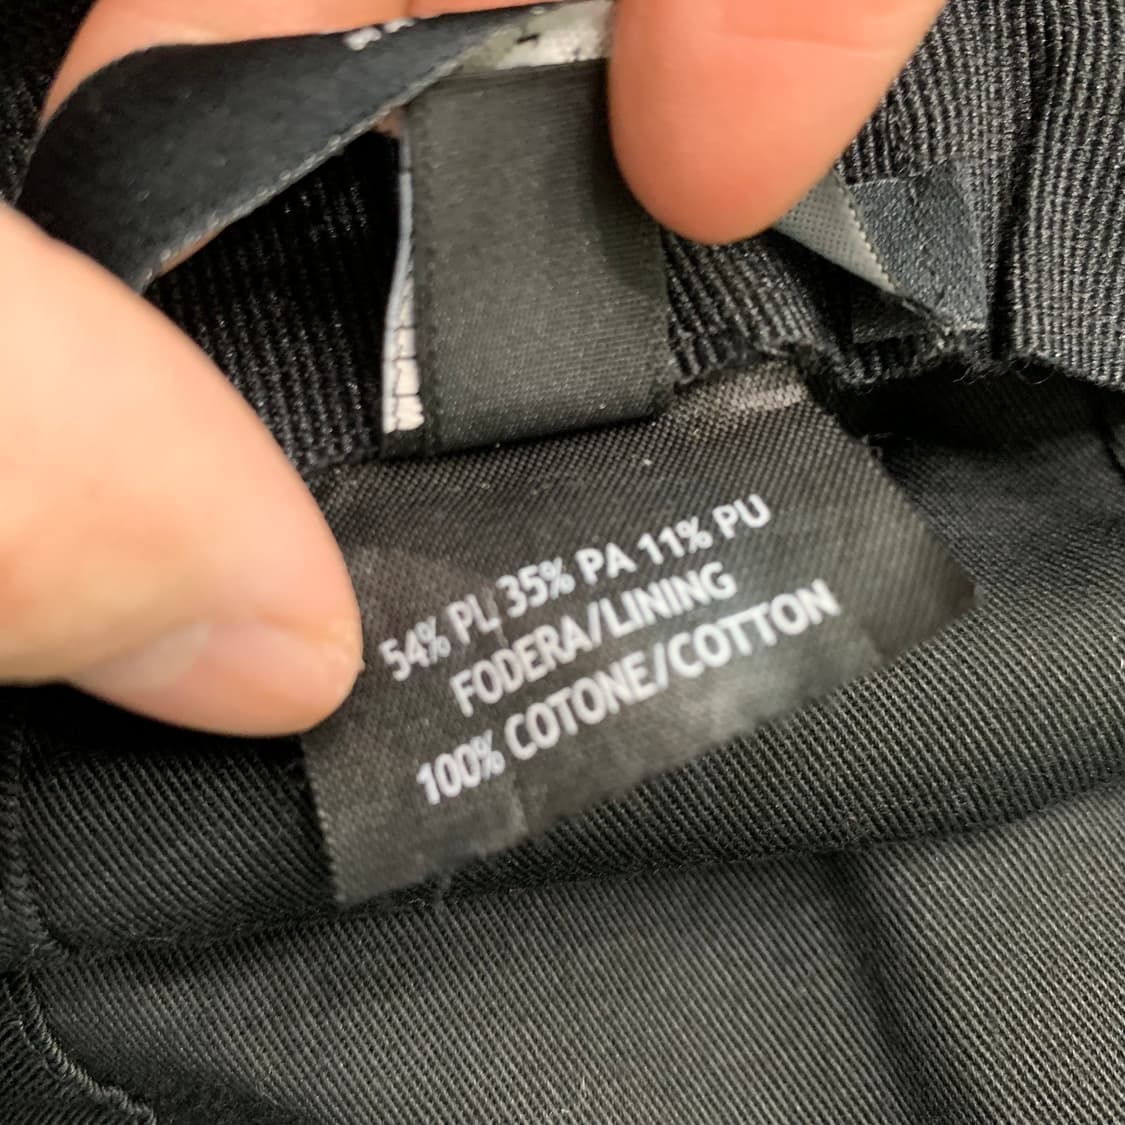 54% PL 35% PA 11% PU
FODERA/LINING
100% COTONE/COTTON